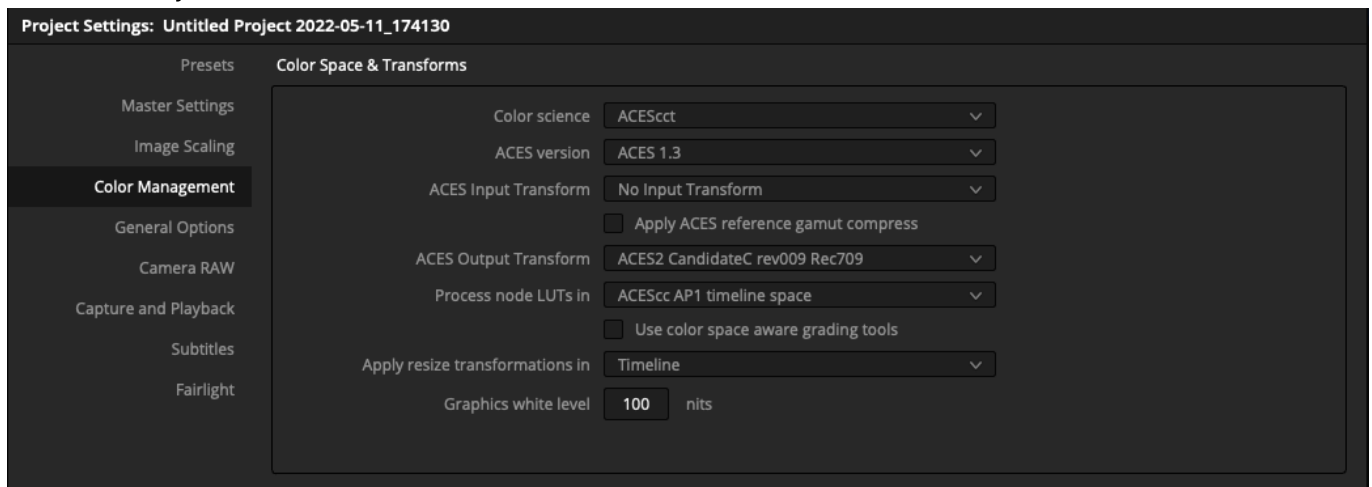 Project Settings: Untitled Project 2022-05-11_174130
Presets
Color Space & Transforms
Master Settings
Color science ACEScct
Image Scaling
ACES version ACES 1.3
Color Management
ACES Input Transform No Input Transform
General Options
Apply ACES reference gamut compress
Camera RAW
ACES Output Transform ACES2 CandidateC rev009 Rec709
Capture and Playback
Process node LUTs in ACEScc AP1 timeline space
Subtitles
Use color space aware grading tools
Fairlight
Apply resize transformations in Timeline
Graphics white level 100 nits